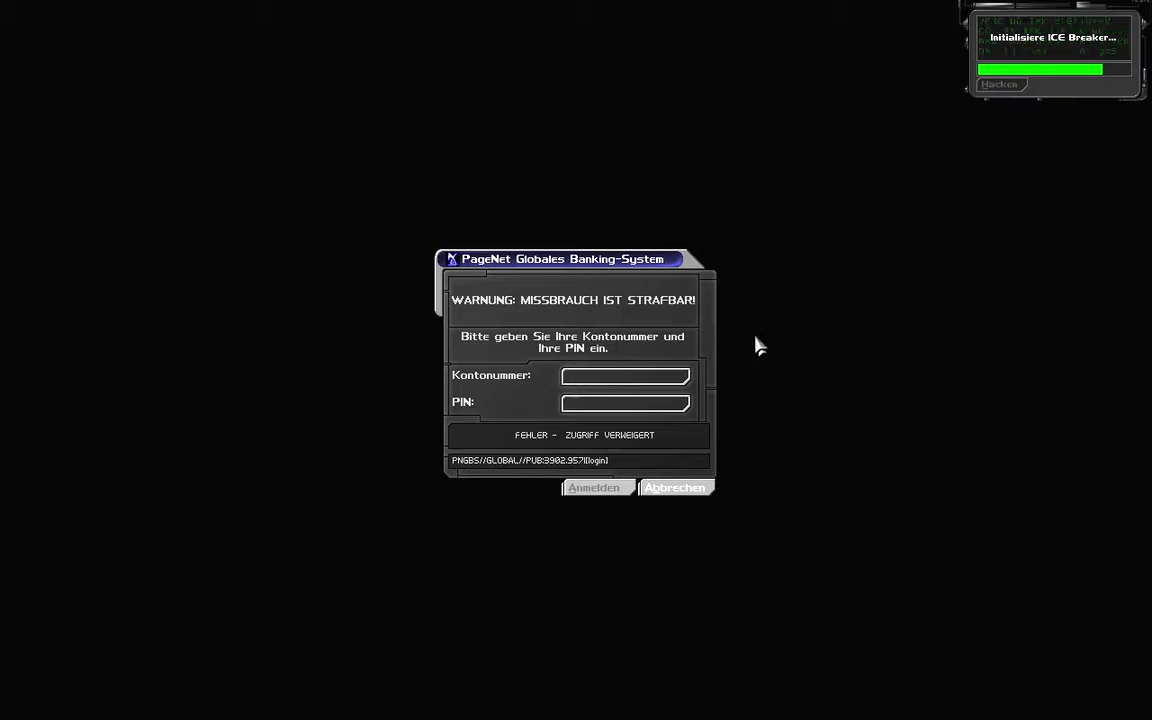 Initialisiere ICE Breaker...
Hacken
PageNet Globales Banking-System
WARNUNG: MISSBRAUCH IST STRAFBAR!
Bitte geben Sie Ihre Kontonummer und
Ihre PIN ein.
Kontonummer:
PIN:
FEHLER - ZUGRIFF VERWEIGERT
PNGBS//GLOBAL//PUB:3902.957|[login]
Anmelden
Abbrechen